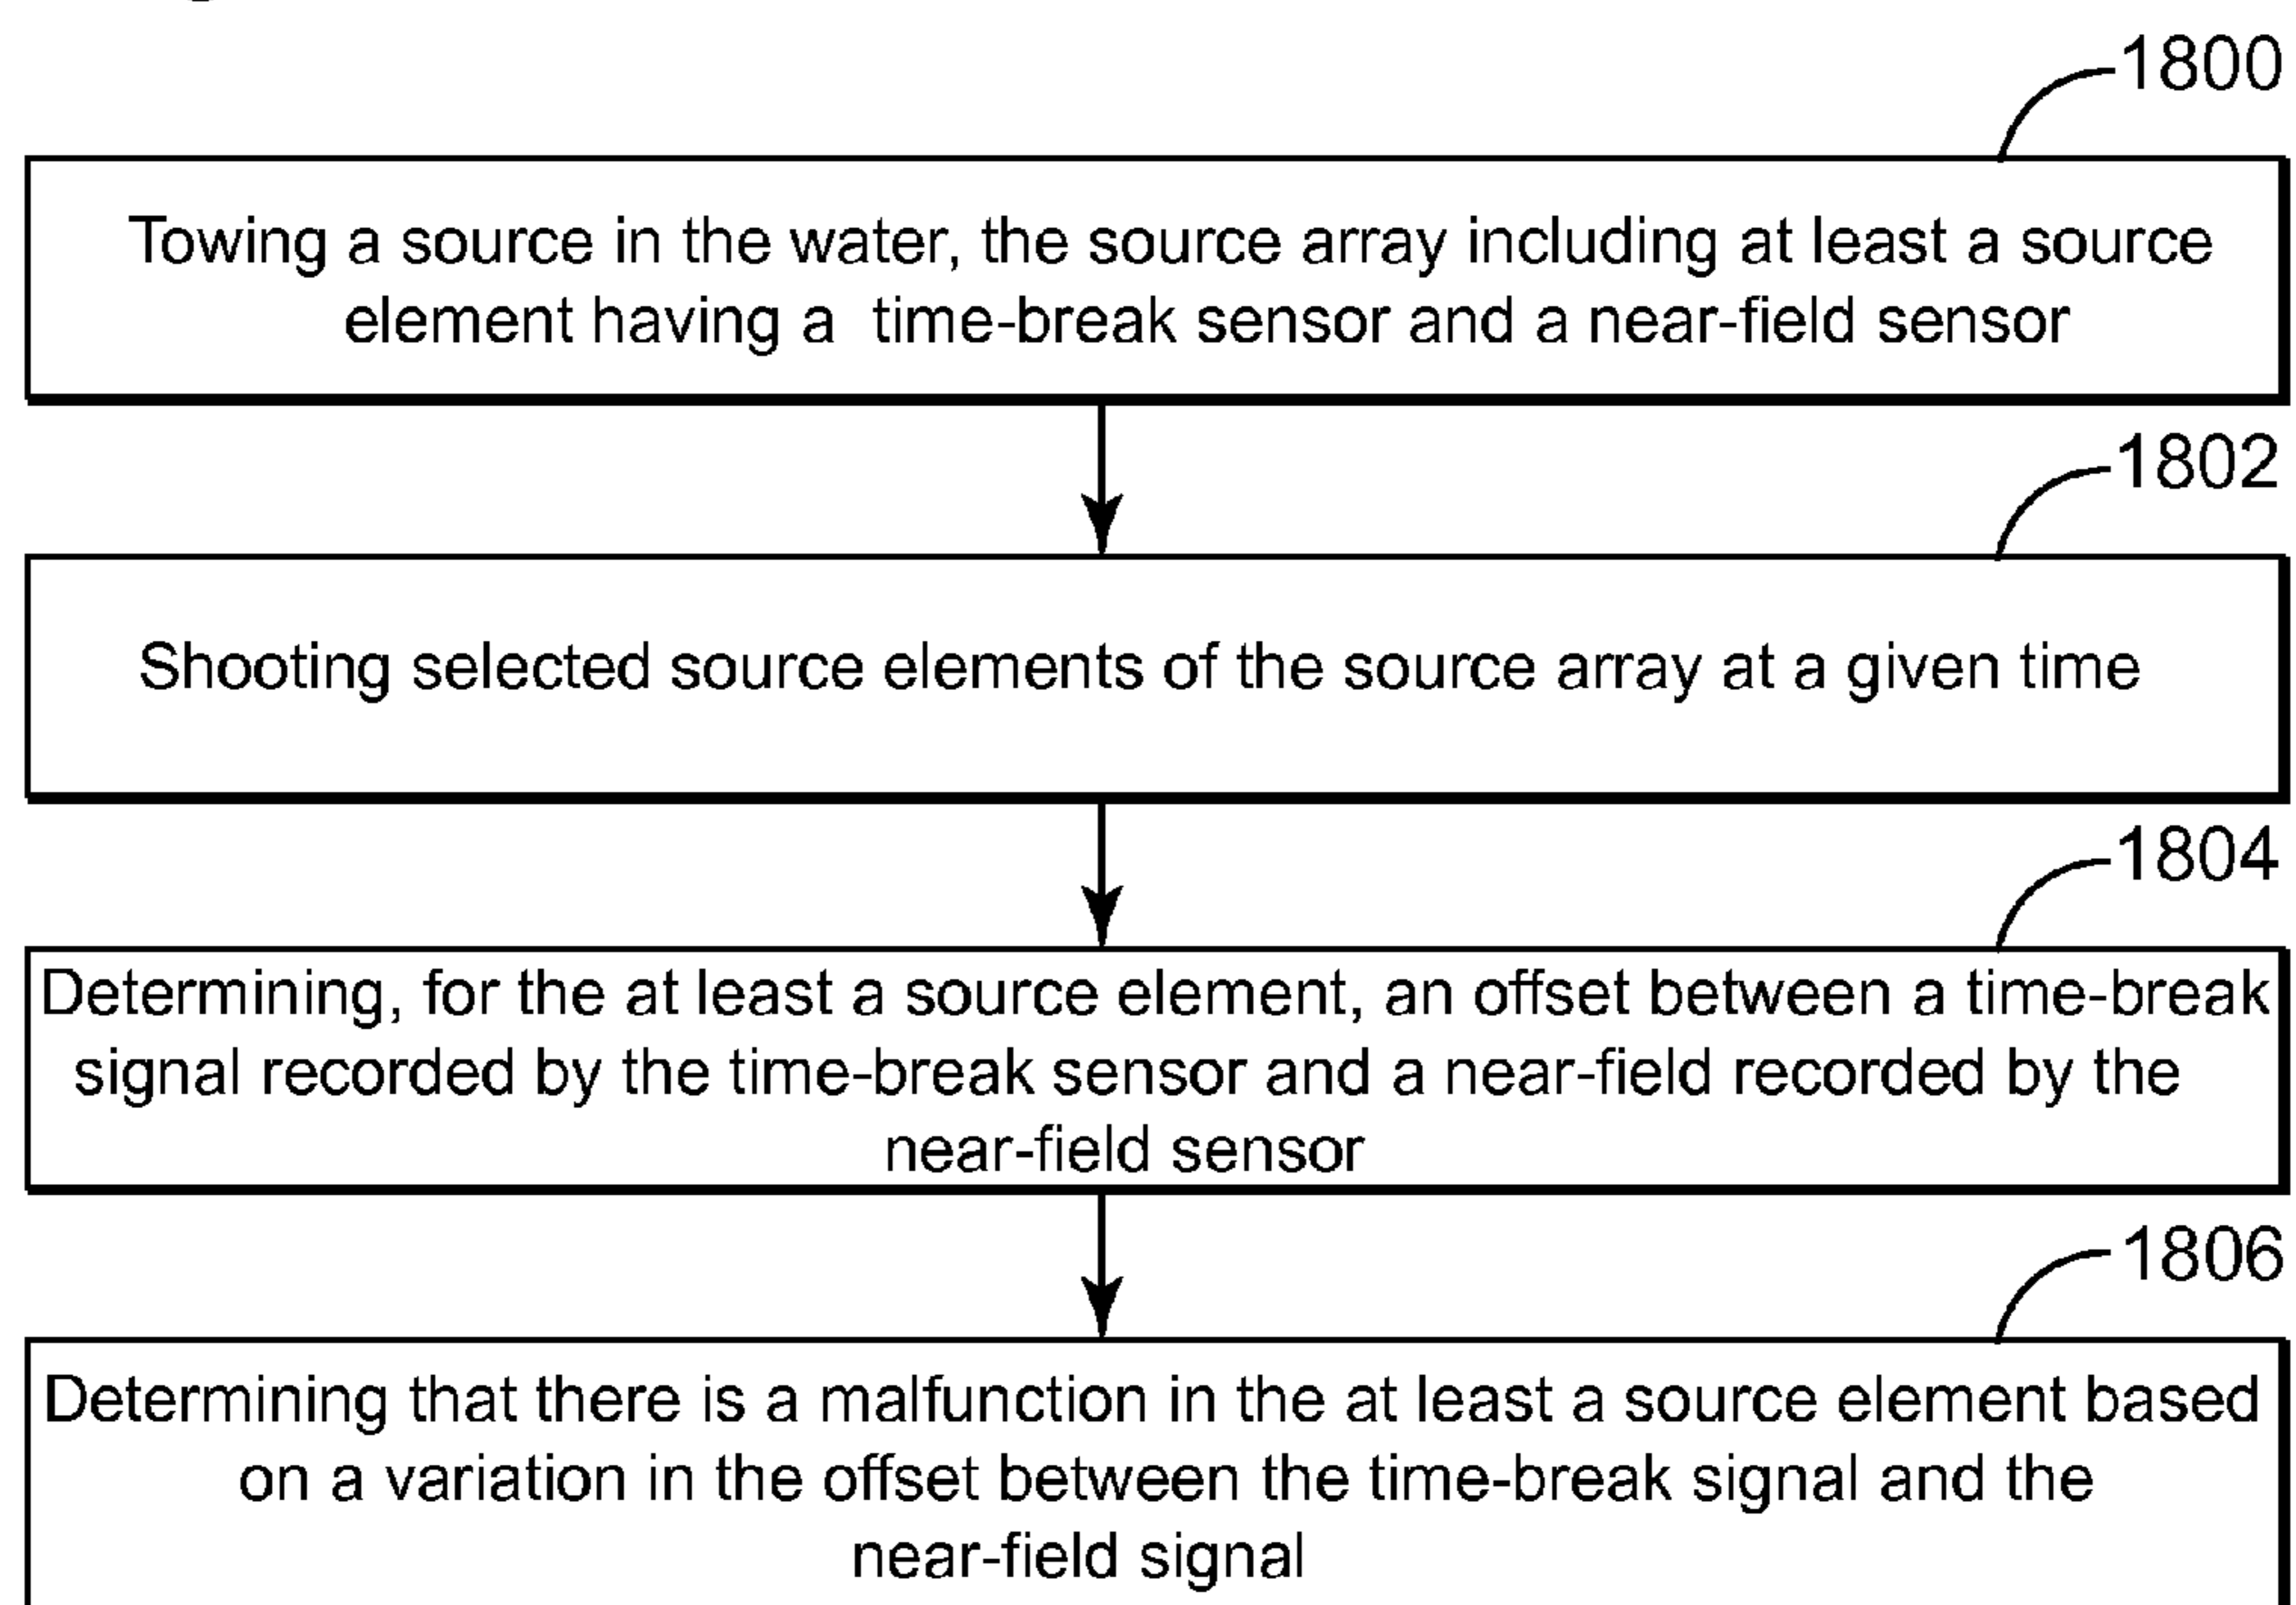 1800
Towing a source in the water, the source array including at least a source
element having a time-break sensor and a near-field sensor
1802
Shooting selected source elements of the source array at a given time
1804
Determining, for the at least a source element, an offset between a time-break
signal recorded by the time-break sensor and a near-field recorded by the
near-field sensor
1806
Determining that there is a malfunction in the at least a source element based
on a variation in the offset between the time-break signal and the
near-field signal